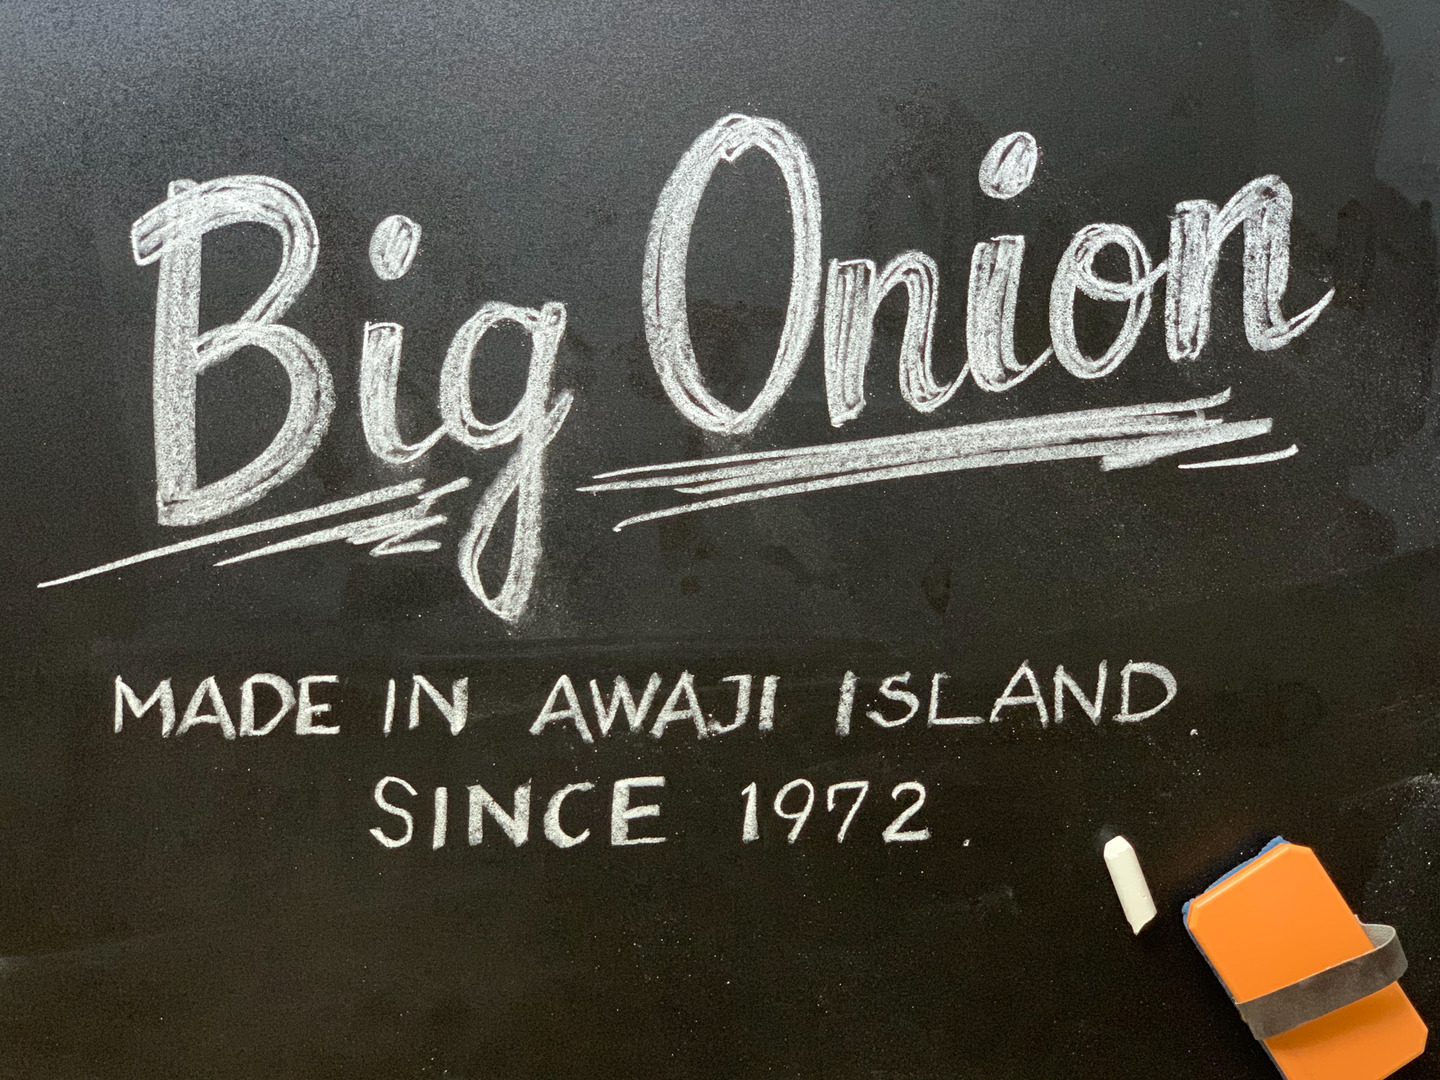 Big Onion
MADE IN AWAJI ISLAND.
SINCE 1972.